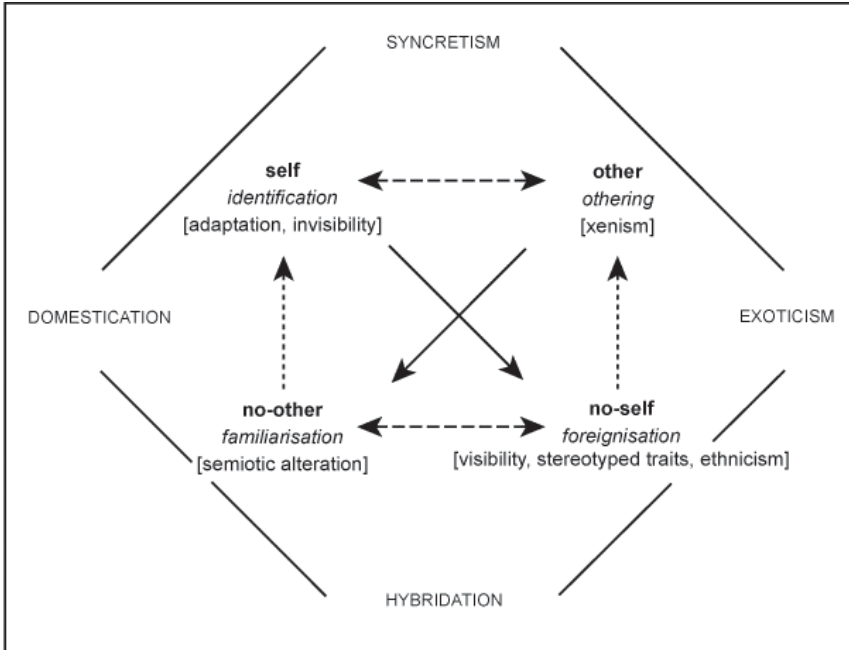 SYNCRETISM
self
identification
[adaptation, invisibility]
other
othering
[xenism]
DOMESTICATION
EXOTICISM
no-other
familiarisation
[semiotic alteration]
no-self
foreignisation
[visibility, stereotyped traits, ethnicism]
HYBRIDATION